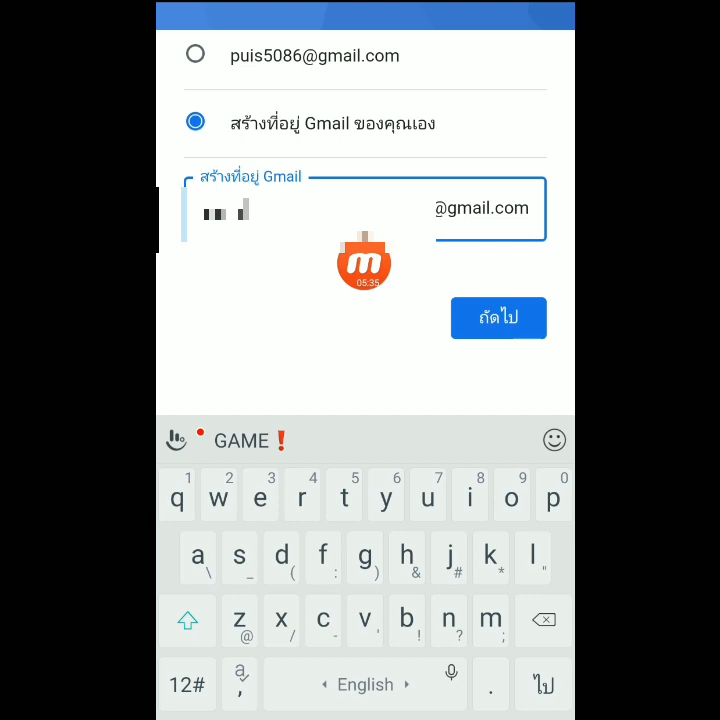 puis5086@gmail.com
สร้างที่อยู่ Gmail ของคุณเอง
สร้างที่อยู่ Gmail
@gmail.com
m
05:35
ถัดไป
GAME❗
1 2 3 4 5 6 7 8 9 0
q w e r t y u i o p
a s d f g h j k l
\ _ ( : ) & # * "
z x c v b n m
@ / - ' ! ? ;
12# a , English . ไป